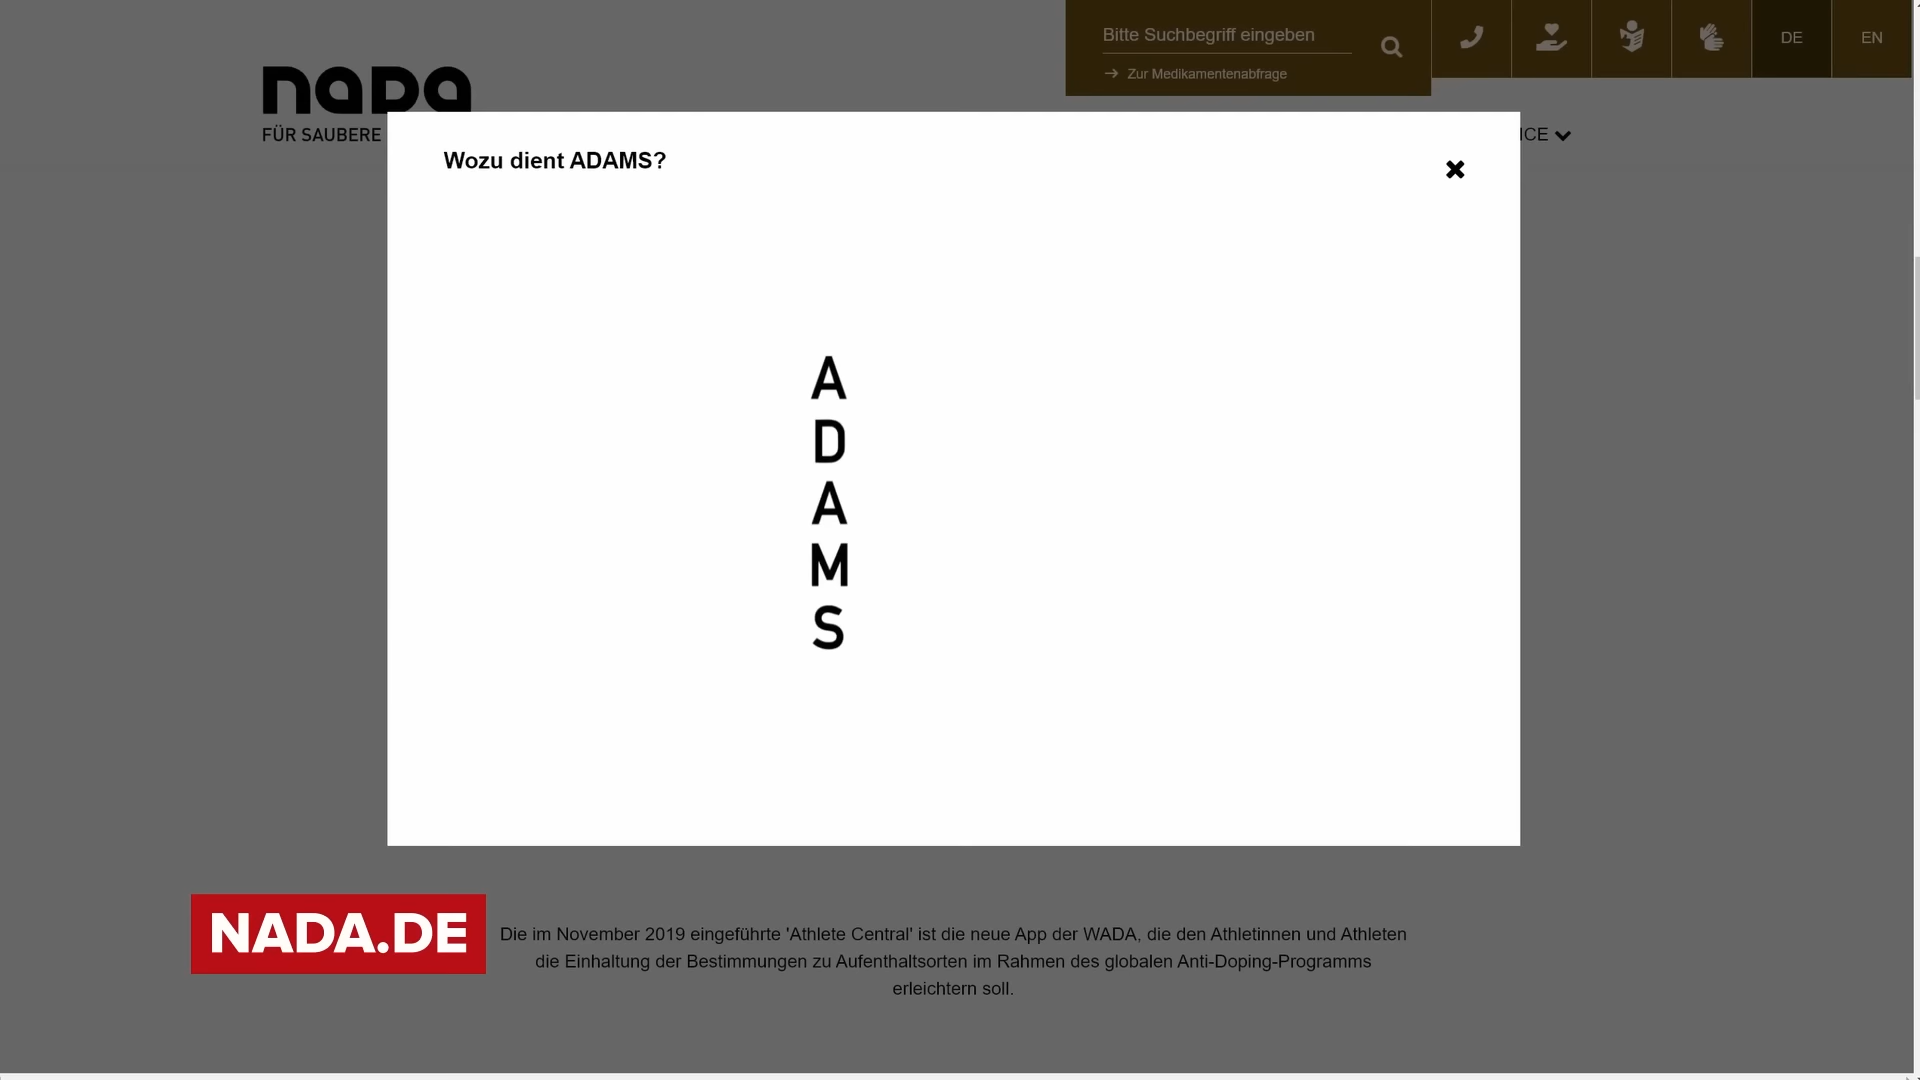 Bitte Suchbegriff eingeben
→ Zur Medikamentenabfrage
DE
EN
naDa
FÜR SAUBERE
ICE
Wozu dient ADAMS?
A
D
A
M
S
NADA.DE
Die im November 2019 eingeführte 'Athlete Central' ist die neue App der WADA, die den Athletinnen und Athleten
die Einhaltung der Bestimmungen zu Aufenthaltsorten im Rahmen des globalen Anti-Doping-Programms
erleichtern soll.